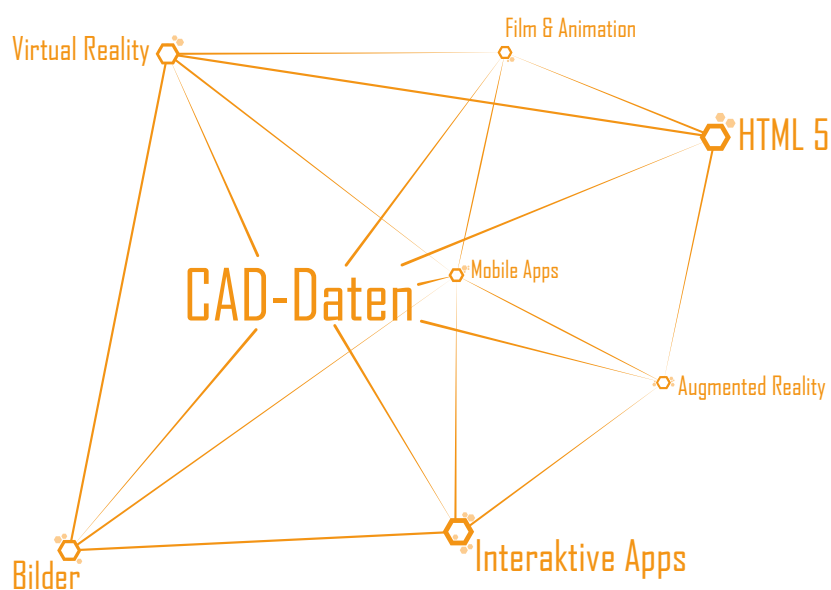 Film & Animation
Virtual Reality
HTML 5
Mobile Apps
CAD-Daten
Augmented Reality
Interaktive Apps
Bilder